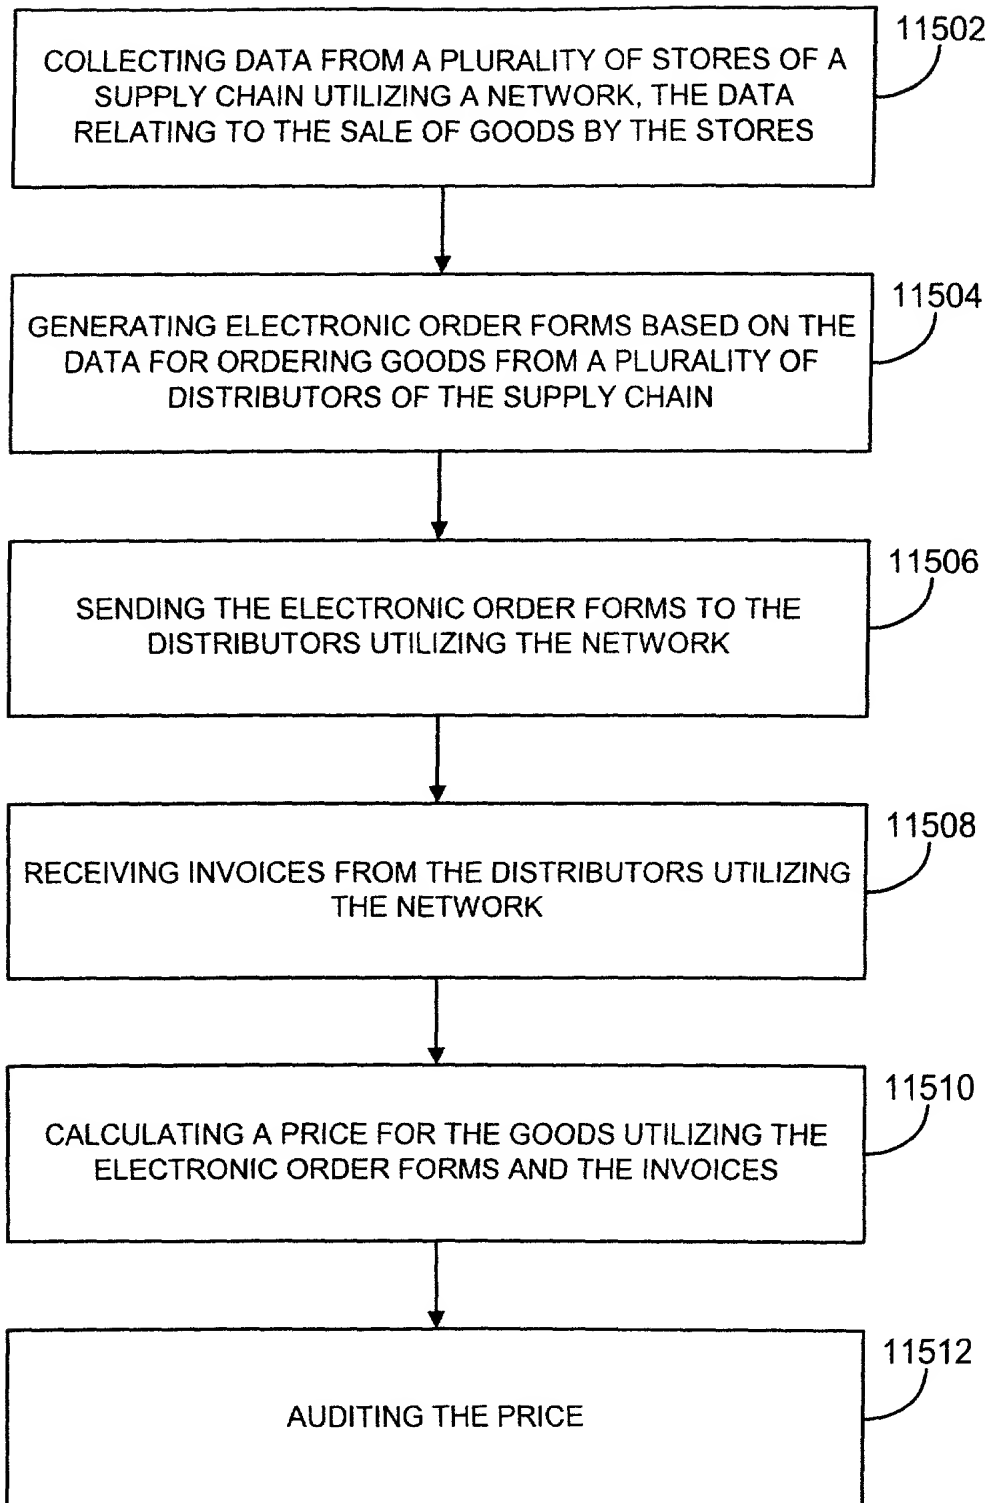 11502
COLLECTING DATA FROM A PLURALITY OF STORES OF A
SUPPLY CHAIN UTILIZING A NETWORK, THE DATA
RELATING TO THE SALE OF GOODS BY THE STORES
11504
GENERATING ELECTRONIC ORDER FORMS BASED ON THE
DATA FOR ORDERING GOODS FROM A PLURALITY OF
DISTRIBUTORS OF THE SUPPLY CHAIN
11506
SENDING THE ELECTRONIC ORDER FORMS TO THE
DISTRIBUTORS UTILIZING THE NETWORK
11508
RECEIVING INVOICES FROM THE DISTRIBUTORS UTILIZING
THE NETWORK
11510
CALCULATING A PRICE FOR THE GOODS UTILIZING THE
ELECTRONIC ORDER FORMS AND THE INVOICES
11512
AUDITING THE PRICE